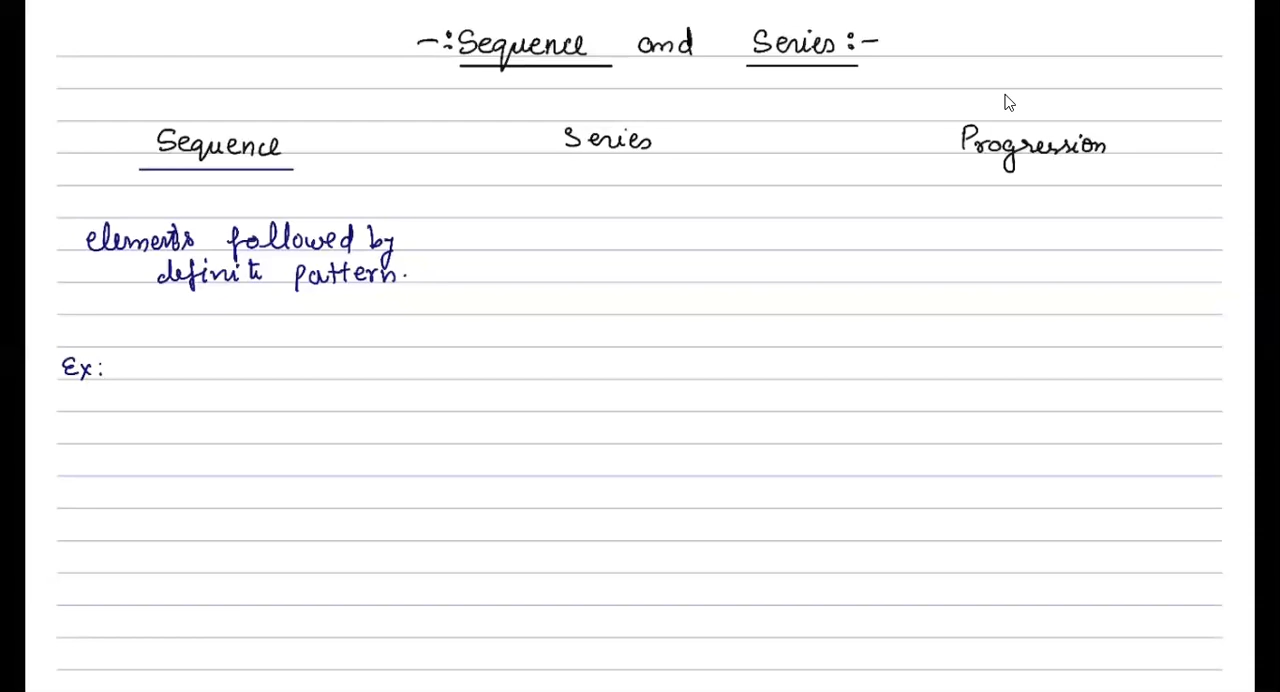 -:Sequence and Series:-
Sequence Series Progression
elements followed by
definite pattern.
Ex: